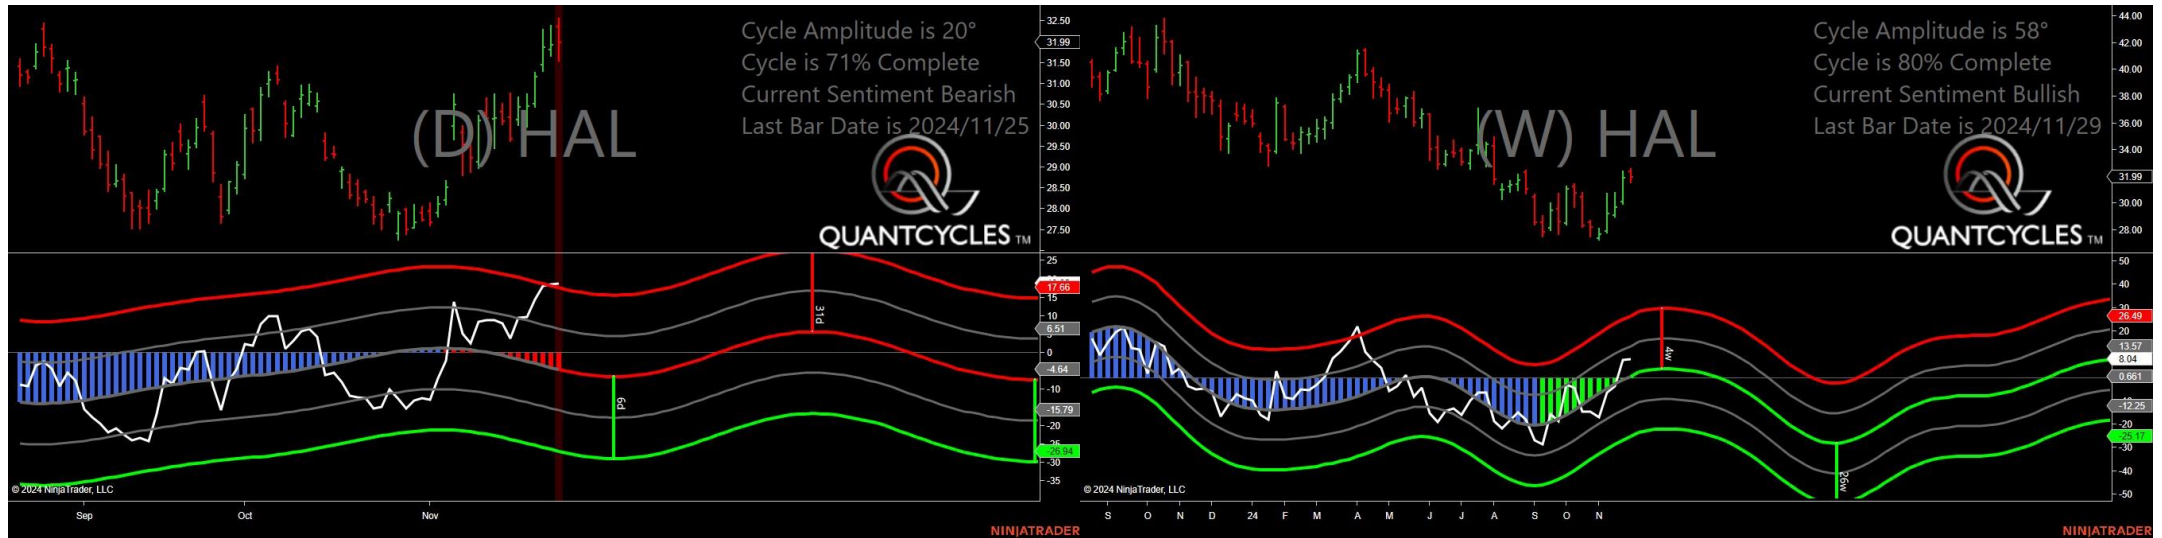 Cycle Amplitude is 20°
Cycle is 71% Complete
Current Sentiment Bearish
Last Bar Date is 2024/11/25
(D) HAL
QUANTCYCLES TM
32.50
31.99
31.50
31.00
30.50
30.00
29.50
29.00
28.50
28.00
27.50
25
17.66
15
10
6.51
0
-4.64
-10
-15.79
-20
-25
-26.94
-30
-35
31d
6d
© 2024 NinjaTrader, LLC
Sep Oct Nov
NINJATRADER
Cycle Amplitude is 58°
Cycle is 80% Complete
Current Sentiment Bullish
Last Bar Date is 2024/11/29
(W) HAL
QUANTCYCLES TM
44.00
42.00
40.00
38.00
36.00
34.00
31.99
30.00
28.00
50
40
30
26.49
20
13.57
8.04
0.661
-12.25
-20
-25.17
-30
-40
-50
4w
26w
© 2024 NinjaTrader, LLC
S O N D 24 F M A M J J A S O N
NINJATRADER